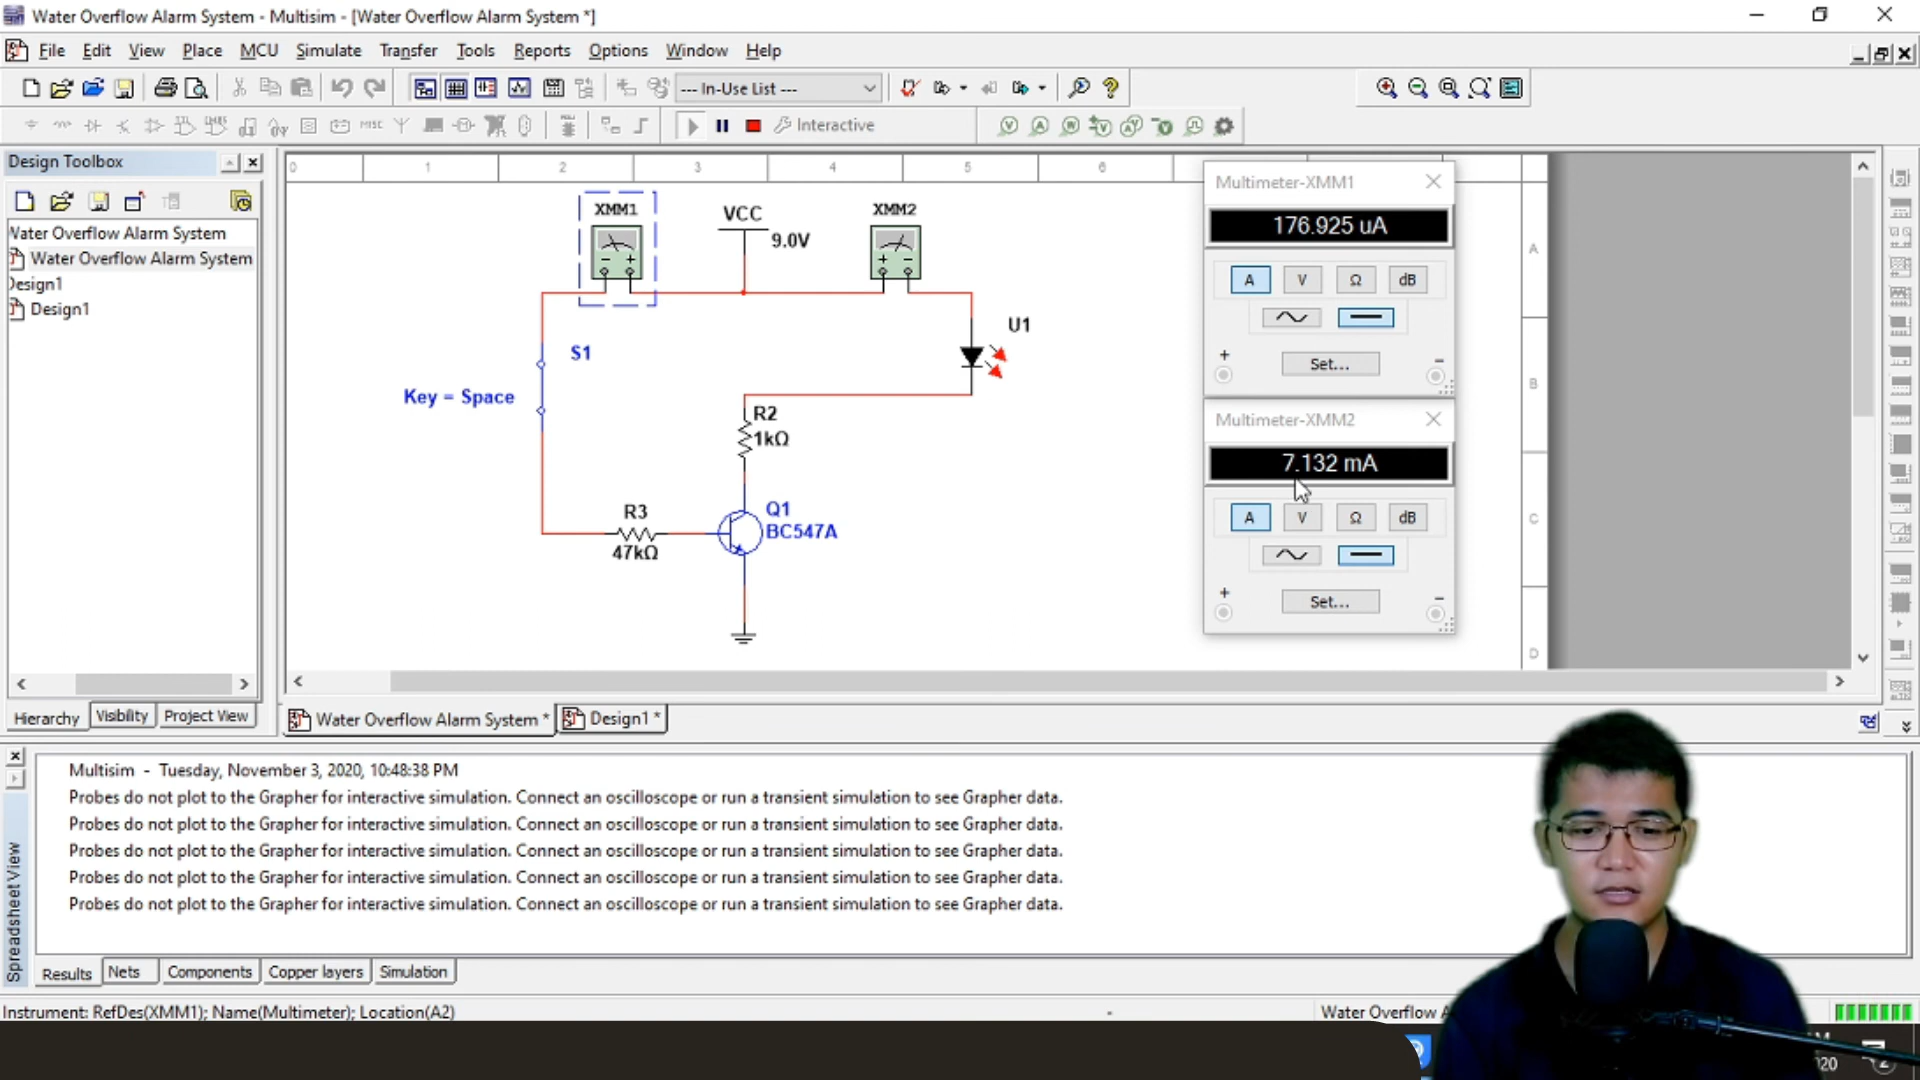 Water Overflow Alarm System - Multisim - [Water Overflow Alarm System *]
File Edit View Place MCU Simulate Transfer Tools Reports Options Window Help
--- In-Use List ---
MISC Interactive
Design Toolbox
Water Overflow Alarm System
Water Overflow Alarm System
Design1
Design1
Hierarchy Visibility Project View
0 1 2 3 4 5 6
A
B
C
D
XMM1
VCC
9.0V
XMM2
U1
S1
Key = Space
R2
1kΩ
R3
47kΩ
Q1
BC547A
Multimeter-XMM1
176.925 uA
A V Ω dB
+ Set... -
Multimeter-XMM2
7.132 mA
A V Ω dB
+ Set... -
Water Overflow Alarm System * Design1 *
Spreadsheet View
Multisim - Tuesday, November 3, 2020, 10:48:38 PM
Probes do not plot to the Grapher for interactive simulation. Connect an oscilloscope or run a transient simulation to see Grapher data.
Probes do not plot to the Grapher for interactive simulation. Connect an oscilloscope or run a transient simulation to see Grapher data.
Probes do not plot to the Grapher for interactive simulation. Connect an oscilloscope or run a transient simulation to see Grapher data.
Probes do not plot to the Grapher for interactive simulation. Connect an oscilloscope or run a transient simulation to see Grapher data.
Probes do not plot to the Grapher for interactive simulation. Connect an oscilloscope or run a transient simulation to see Grapher data.
Results Nets Components Copper layers Simulation
Instrument: RefDes(XMM1); Name(Multimeter); Location(A2) - Water Overflow A